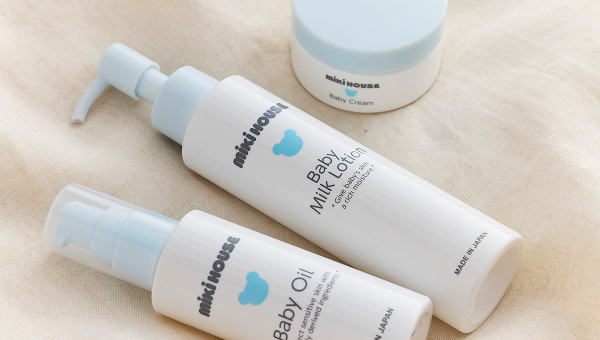 miki HOUSE
Baby Cream
miki HOUSE
Baby
Milk Lotion
"Give baby's skin
a rich moisture."
MADE IN JAPAN
miki HOUSE
Baby Oil
sensitive skin with
derived ingredients."
JAPAN